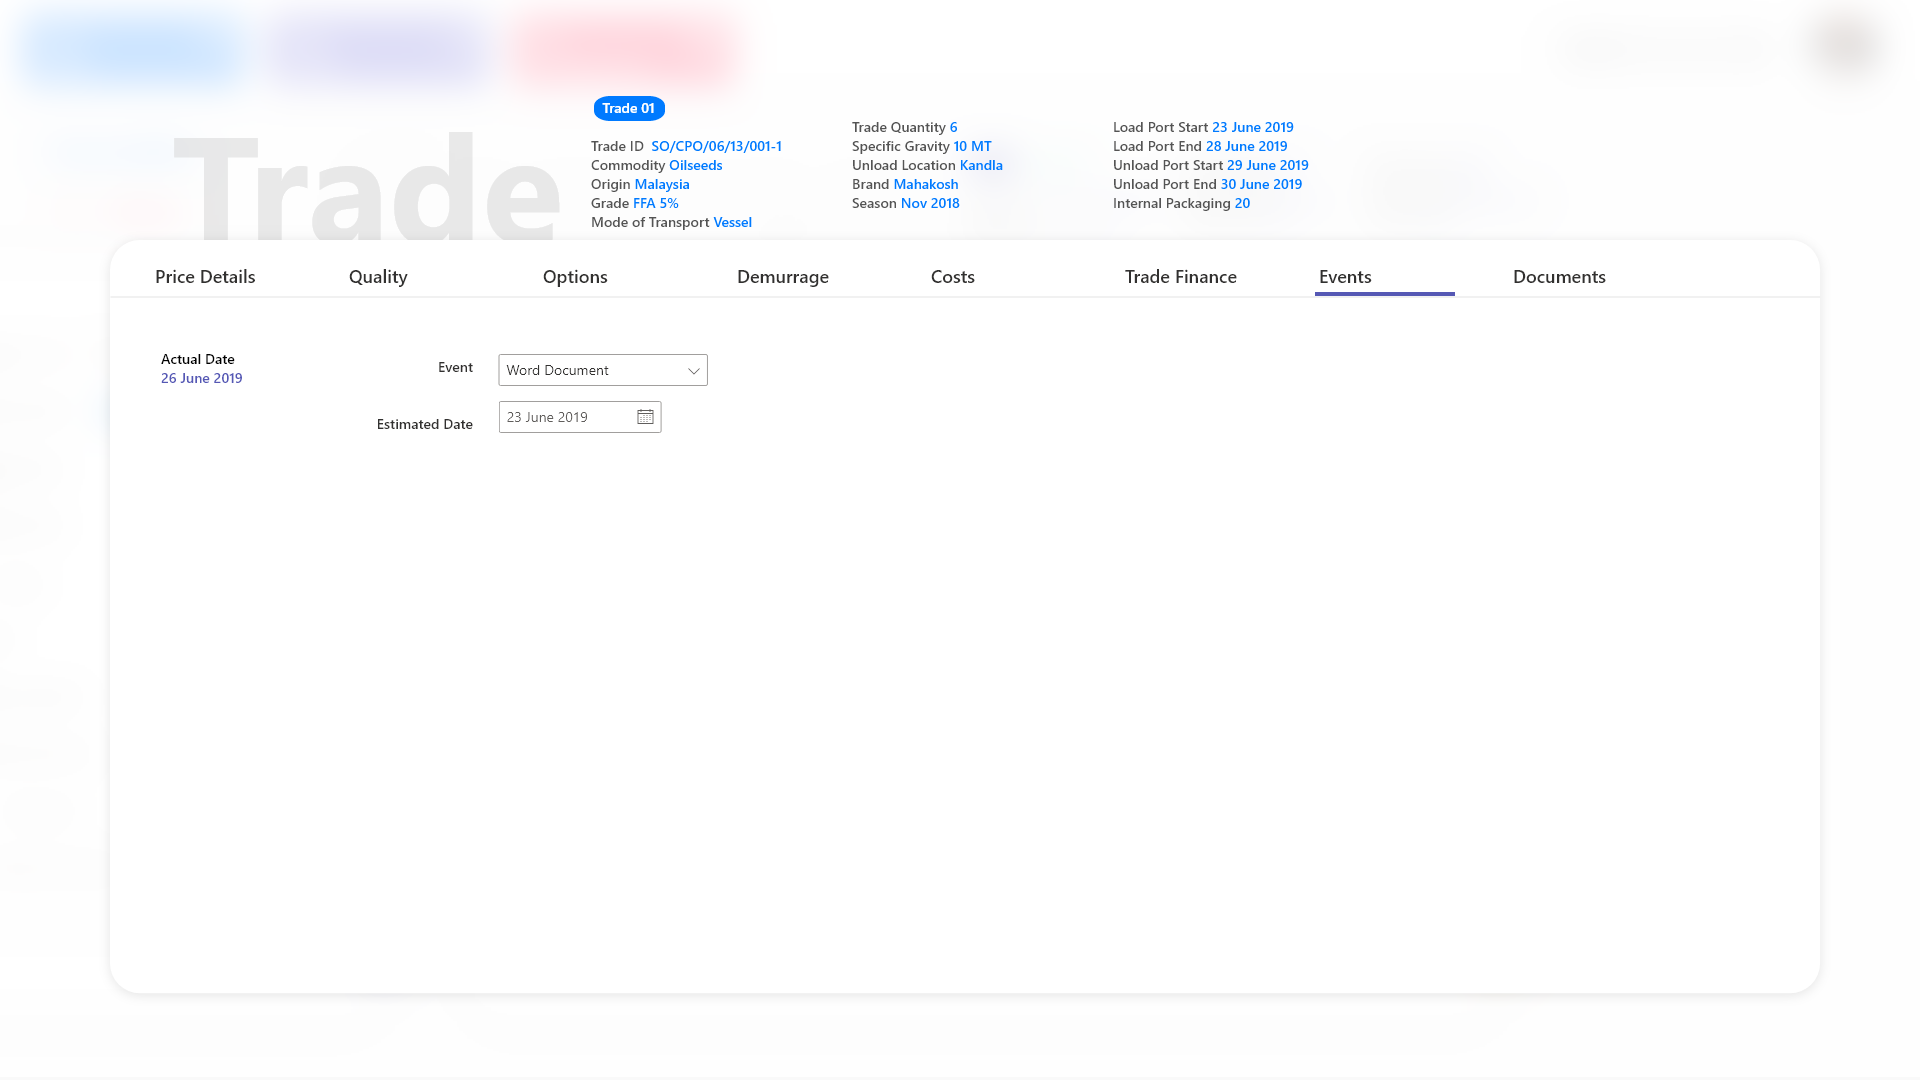 Trade
Trade 01
Trade ID SO/CPO/06/13/001-1
Commodity Oilseeds
Origin Malaysia
Grade FFA 5%
Mode of Transport Vessel
Trade Quantity 6
Specific Gravity 10 MT
Unload Location Kandla
Brand Mahakosh
Season Nov 2018
Load Port Start 23 June 2019
Load Port End 28 June 2019
Unload Port Start 29 June 2019
Unload Port End 30 June 2019
Internal Packaging 20
Price Details Quality Options Demurrage Costs Trade Finance Events Documents
Actual Date
26 June 2019
Event Word Document
Estimated Date 23 June 2019